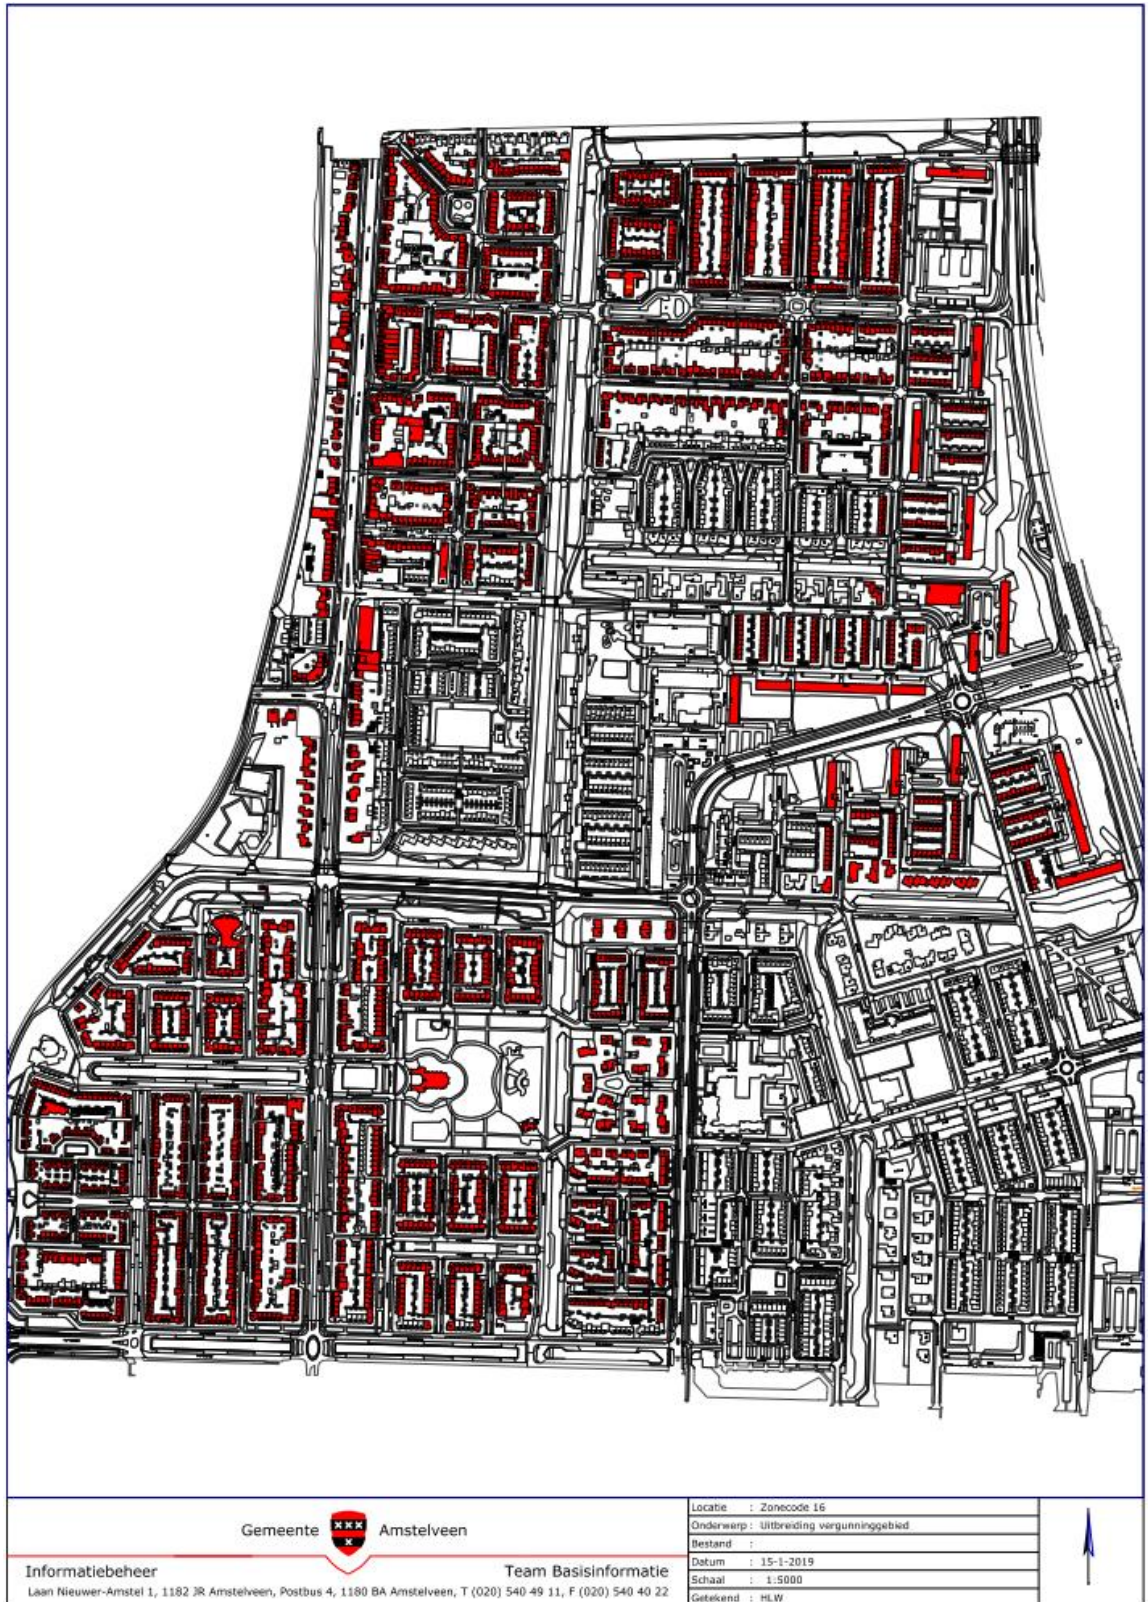 Gemeente Amstelveen
Informatiebeheer
Team Basisinformatie
Laan Nieuwer-Amstel 1, 1182 JR Amstelveen, Postbus 4, 1180 BA Amstelveen, T (020) 540 49 11, F (020) 540 40 22
Locatie : Zonecode 16
Onderwerp : Uitbreiding vergunninggebied
Bestand :
Datum : 15-1-2019
Schaal : 1:5000
Getekend : HLW